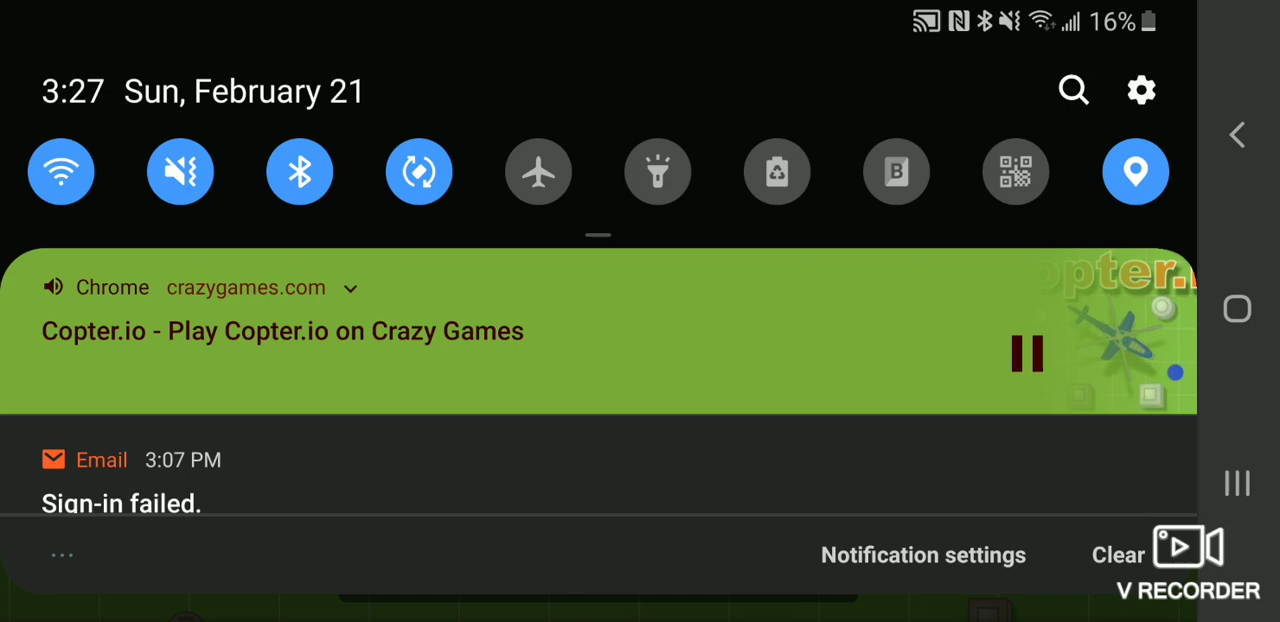 16%
3:27 Sun, February 21
B
Chrome crazygames.com
Copter.io - Play Copter.io on Crazy Games
opter.
Email 3:07 PM
Sign-in failed.
Notification settings
Clear
V RECORDER